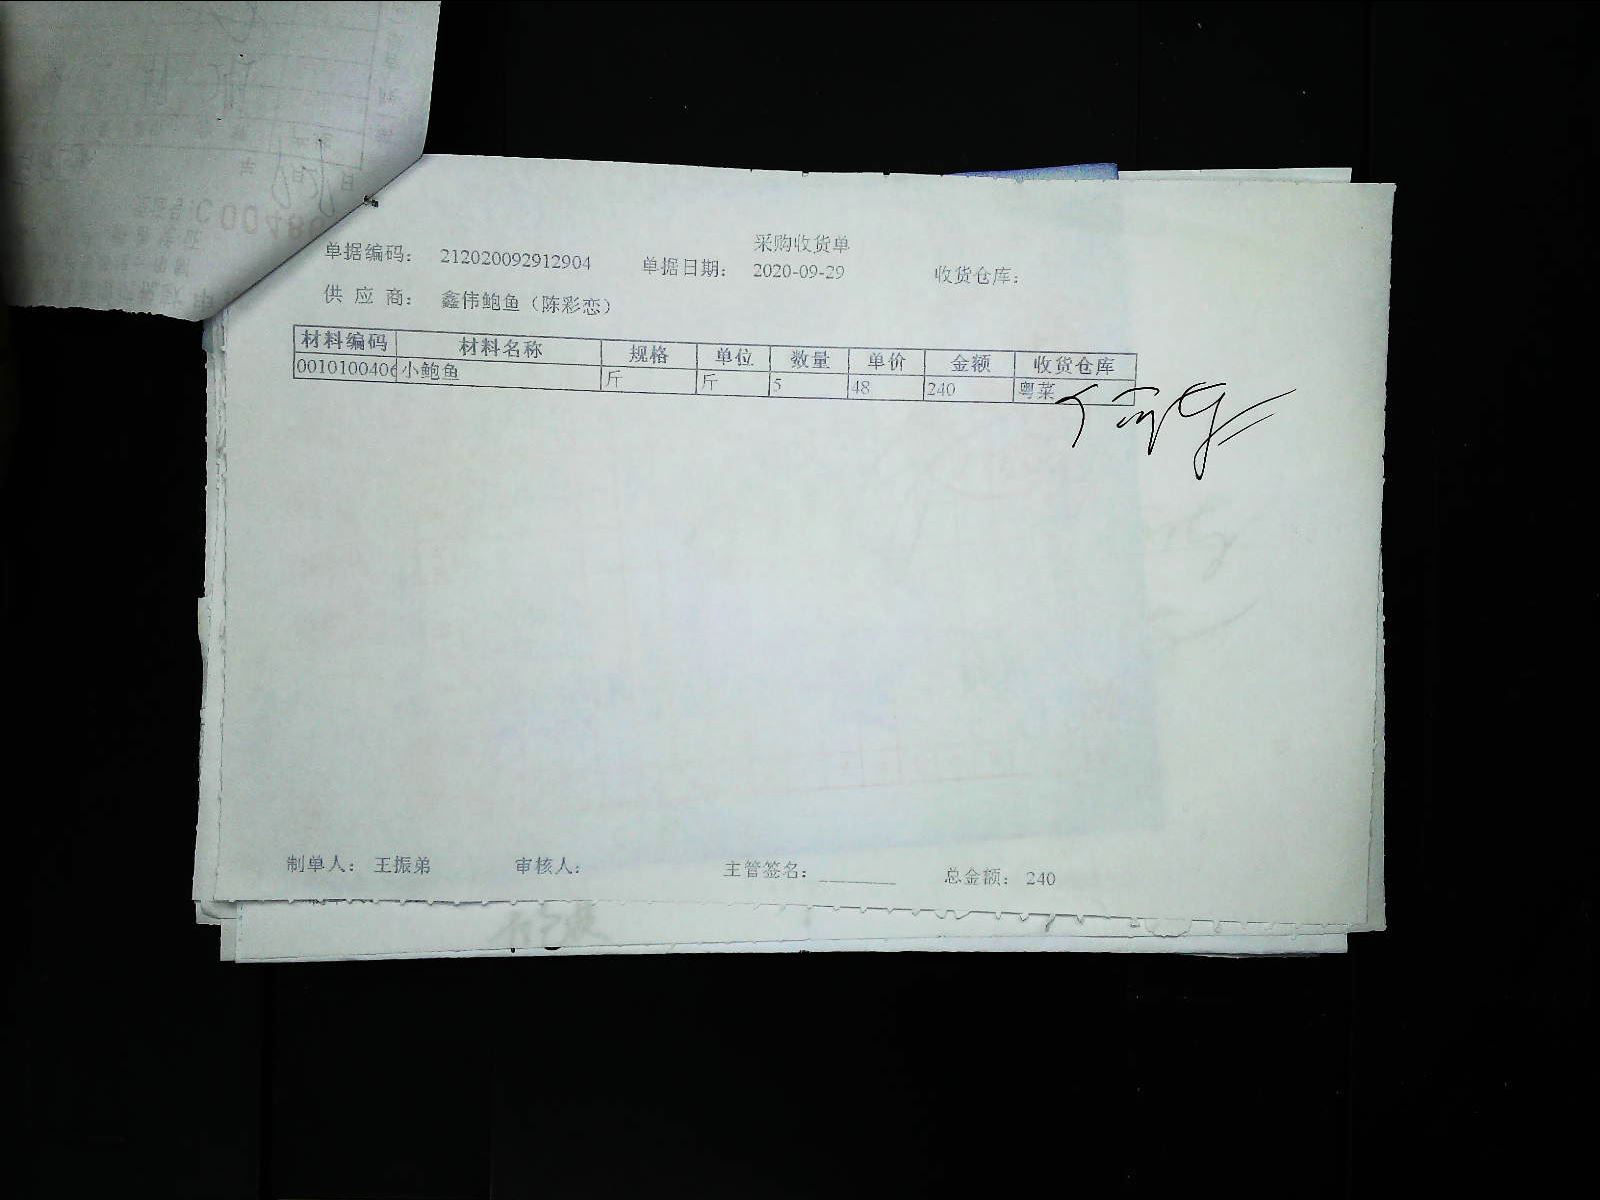 采购收货单
单据编码： 212020092912904 单据日期： 2020-09-29 收货仓库：
供 应 商： 鑫伟鲍鱼（陈彩恋）
材料编码 材料名称 规格 单位 数量 单价 金额 收货仓库
0010100406 小鲍鱼 斤 斤 5 48 240 粤菜
制单人： 王振弟 审核人： 主管签名： ________ 总金额： 240